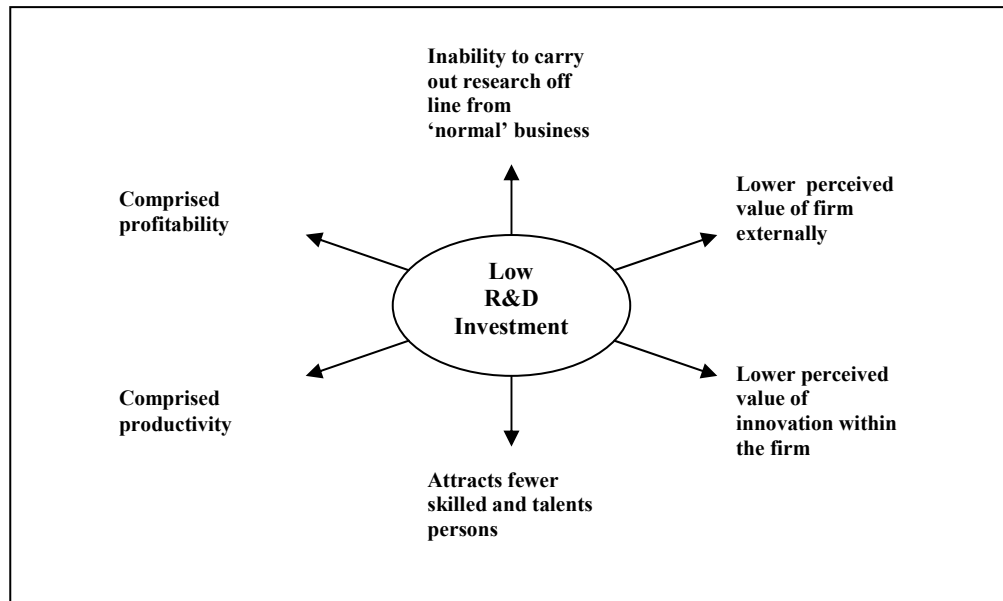 Inability to carry
out research off
line from
‘normal’ business
Comprised
profitability
Lower perceived
value of firm
externally
Low
R&D
Investment
Comprised
productivity
Lower perceived
value of
innovation within
the firm
Attracts fewer
skilled and talents
persons